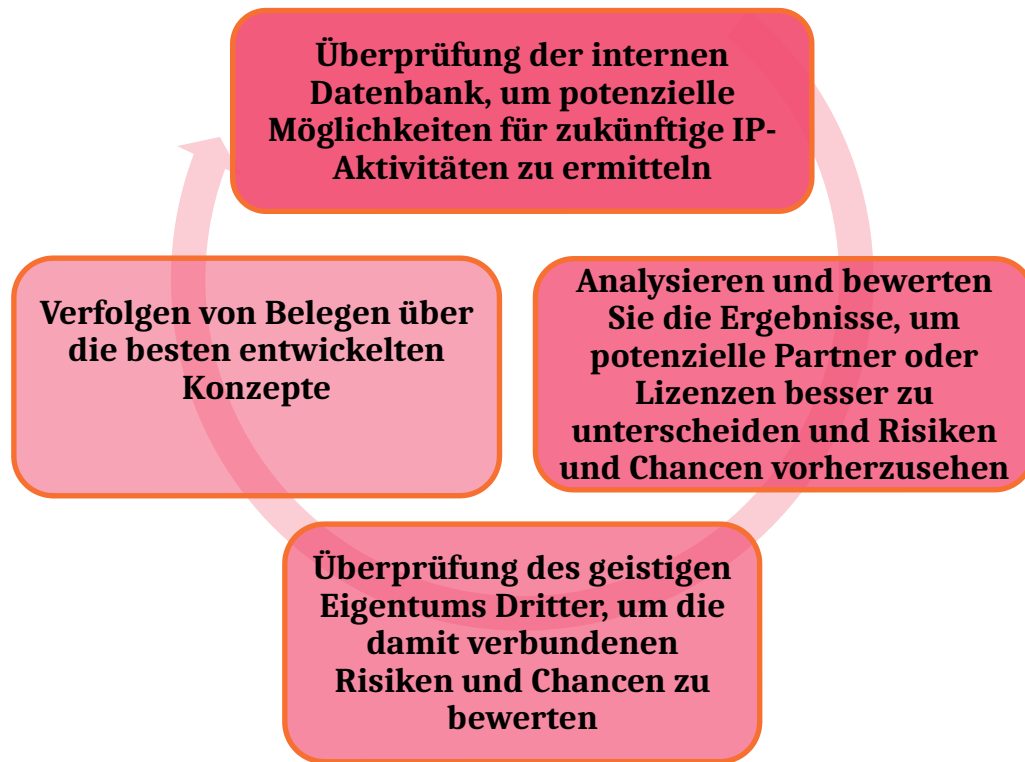 Überprüfung der internen
Datenbank, um potenzielle
Möglichkeiten für zukünftige IP-
Aktivitäten zu ermitteln
Analysieren und bewerten
Sie die Ergebnisse, um
potenzielle Partner oder
Lizenzen besser zu
unterscheiden und Risiken
und Chancen vorherzusehen
Überprüfung des geistigen
Eigentums Dritter, um die
damit verbundenen
Risiken und Chancen zu
bewerten
Verfolgen von Belegen über
die besten entwickelten
Konzepte